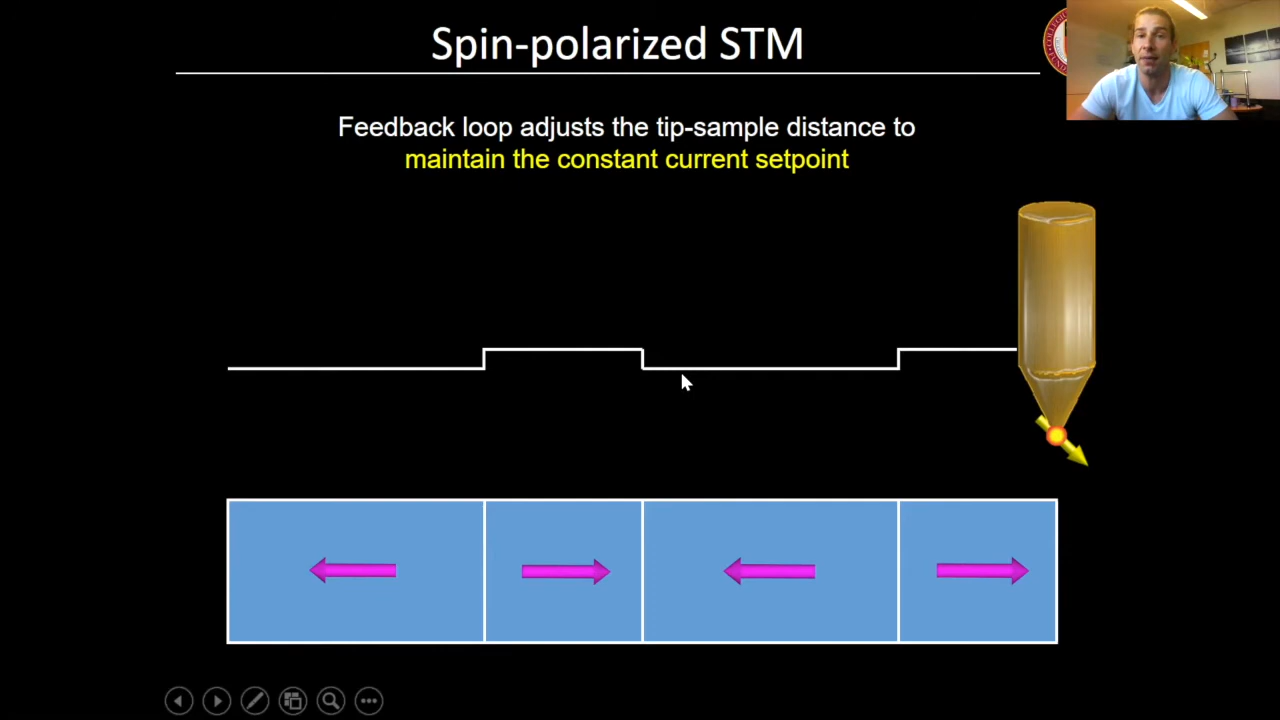 Spin-polarized STM
Feedback loop adjusts the tip-sample distance to
maintain the constant current setpoint